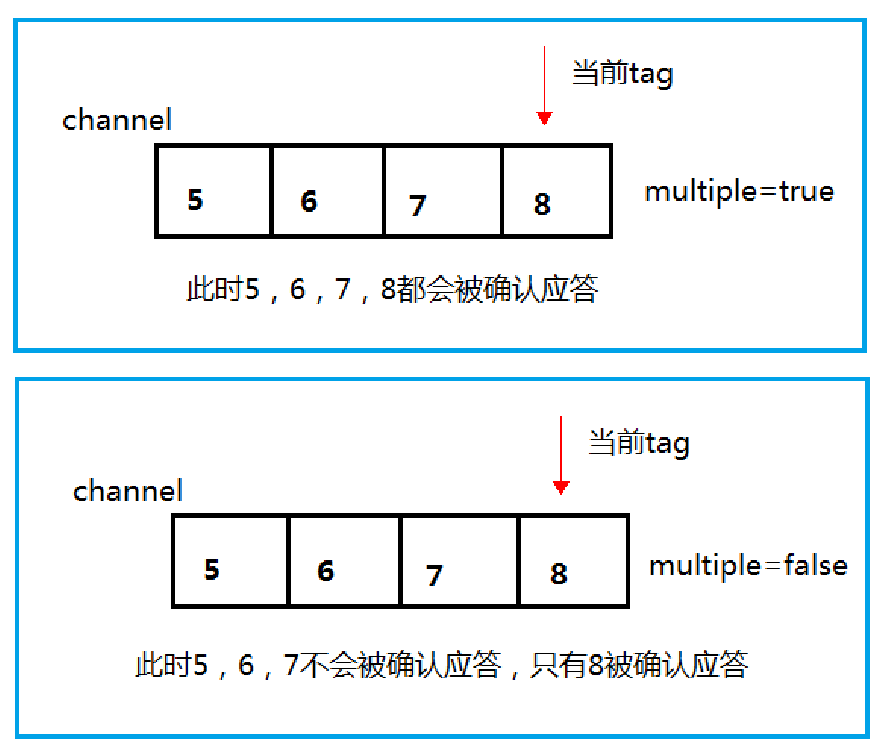 当前tag
channel
5 6 7 8
multiple=true
此时5，6，7，8都会被确认应答
当前tag
channel
5 6 7 8
multiple=false
此时5，6，7不会被确认应答，只有8被确认应答